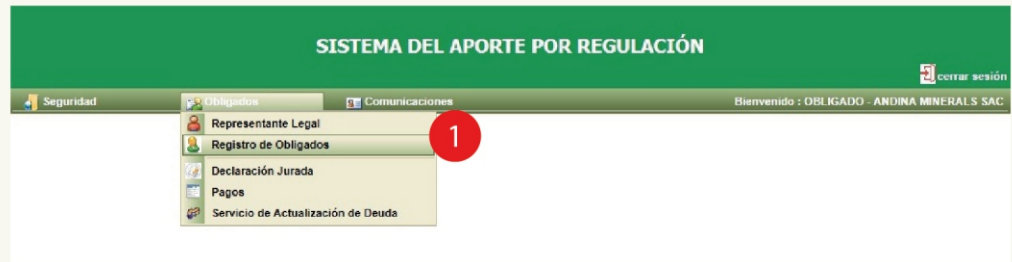 SISTEMA DEL APORTE POR REGULACIÓN
cerrar sesión
Seguridad Obligados Comunicaciones Bienvenido : OBLIGADO - ANDINA MINERALS SAC
Representante Legal
Registro de Obligados
1
Declaración Jurada
Pagos
Servicio de Actualización de Deuda